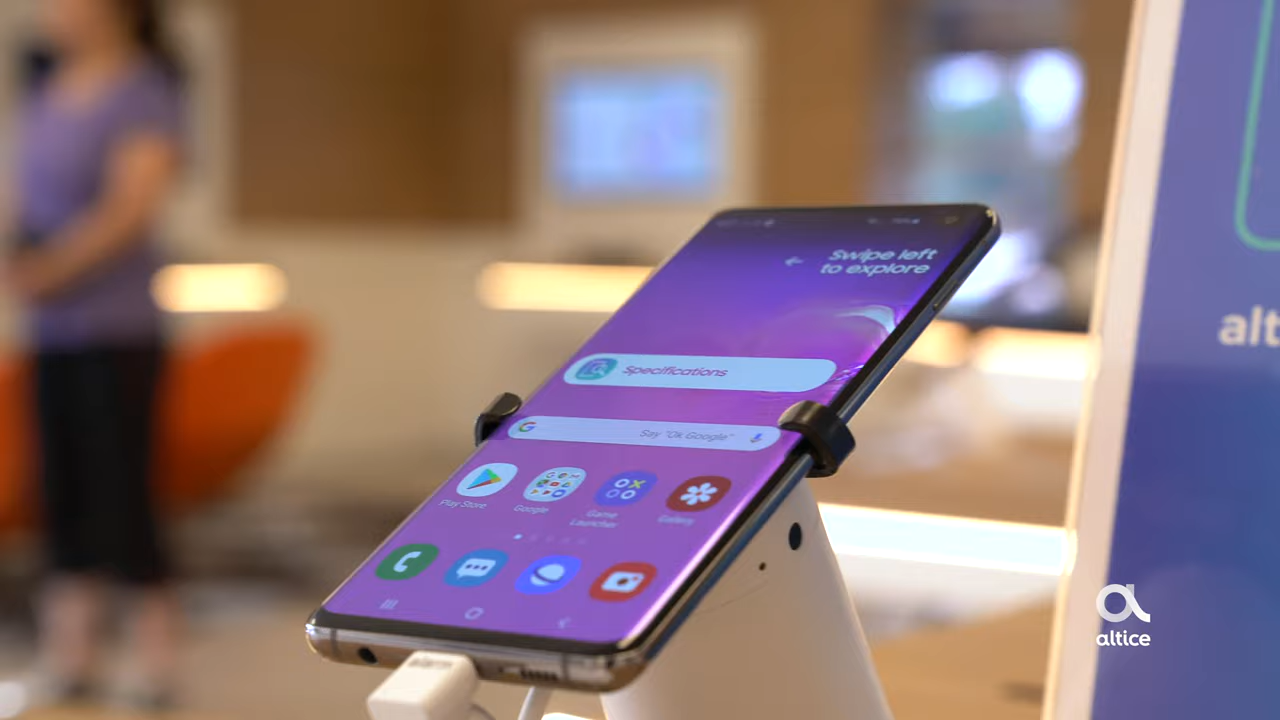 Swipe left
to explore
Specifications
Say "Ok Google"
Play Store
Google
Game
Launcher
Gallery
alt
altice